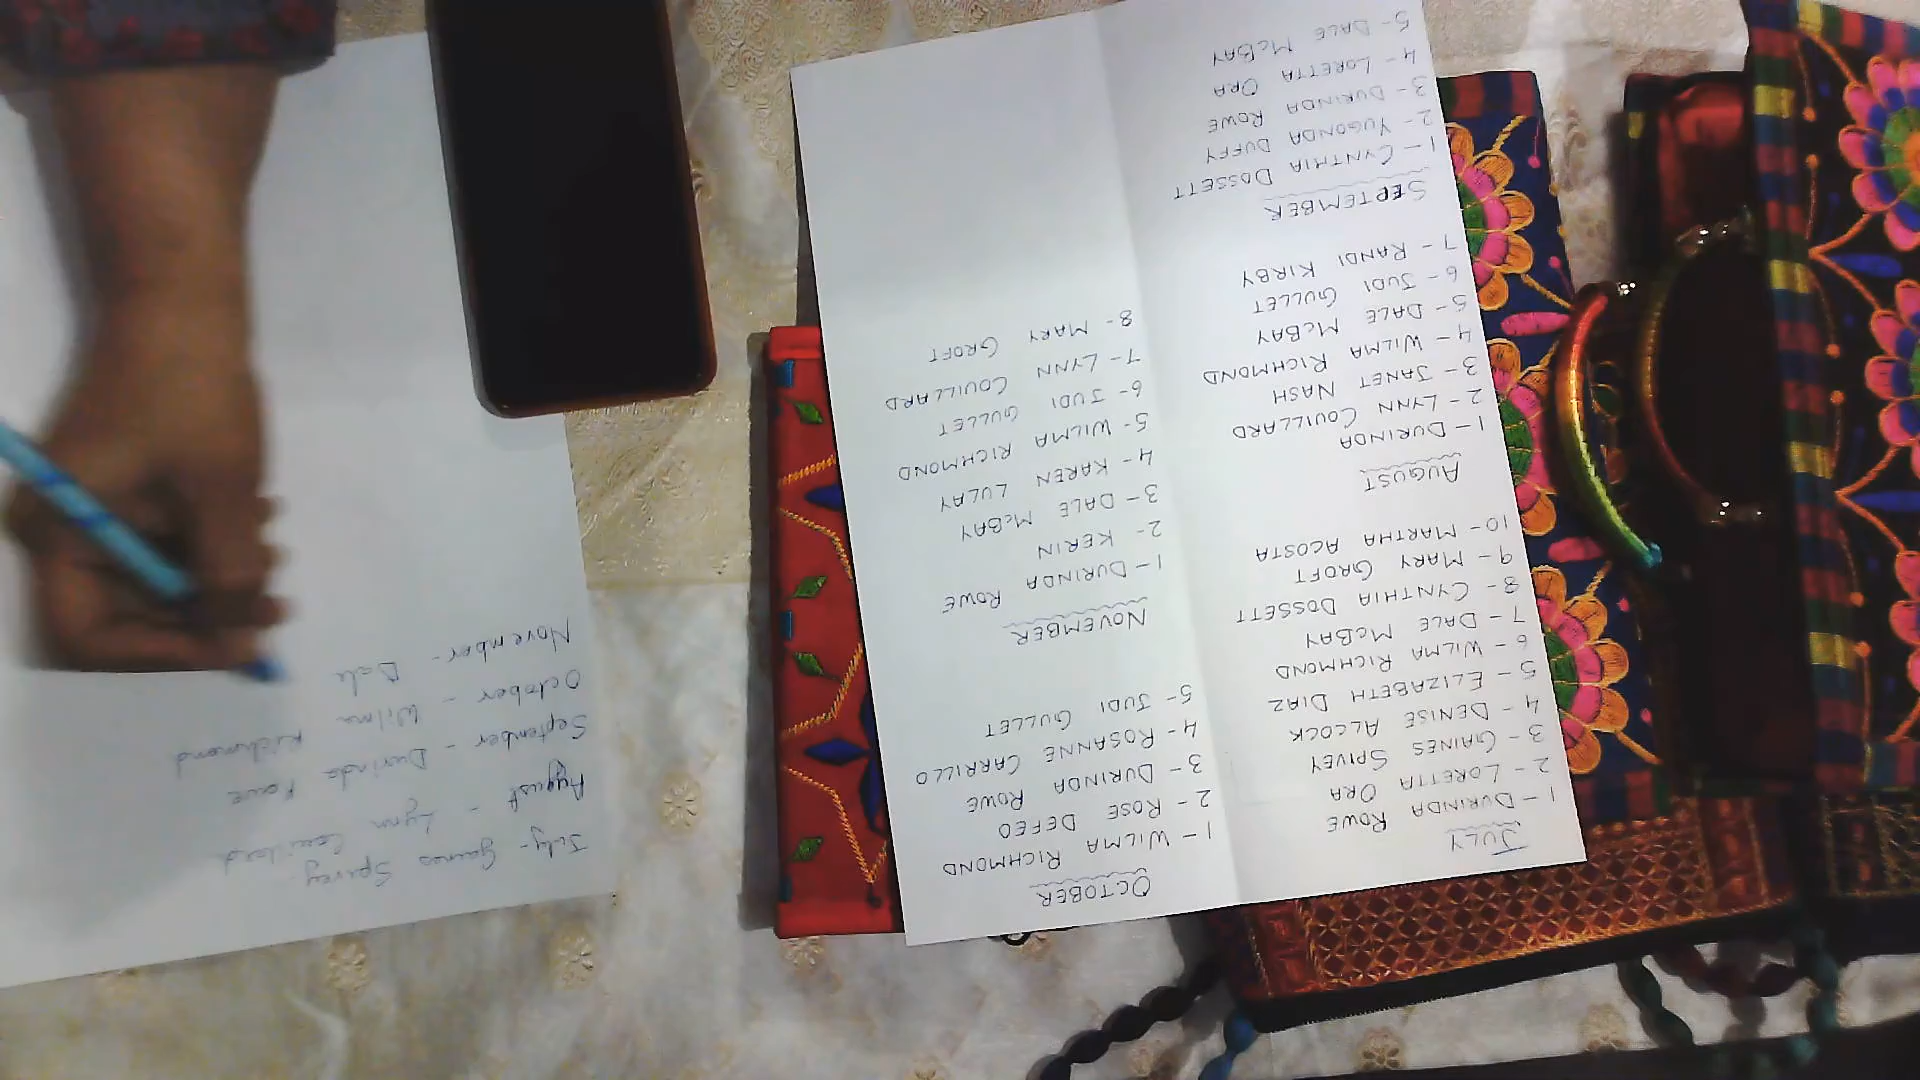 JULY
1- DURINDA ROWE
2- LORETTA ORA
3- GAINES SPIVEY
4- DENISE ALCOCK
5- ELIZABETH DIAZ
6- WILMA RICHMOND
7- DALE McBAY
8- CYNTHIA DOSSETT
9- MARY GROFT
10- MARTHA ACOSTA
AUGUST
1- DURINDA
2- LYNN COUILLARD
3- JANET NASH
4- WILMA RICHMOND
5- DALE McBAY
6- JUDI GULLET
7- RANDI KIRBY
SEPTEMBER
1- CYNTHIA DOSSETT
2- YUGONDA DUFFY
3- DURINDA ROWE
4- LORETTA ORA
5- DALE McBAY
OCTOBER
1- WILMA RICHMOND
2- ROSE DEFEO
3- DURINDA ROWE
4- ROSANNE CARRILLO
5- JUDI GULLET
NOVEMBER
1- DURINDA ROWE
2- KERIN
3- DALE McBAY
4- KAREN LULAY
5- WILMA RICHMOND
6- JUDI GULLET
7- LYNN COUILLARD
8- MARY GROFT
July- Gaines Spivey
August - Lynn Couillard
September - Durinda Rowe
October - Wilma Richmond
November - Dale